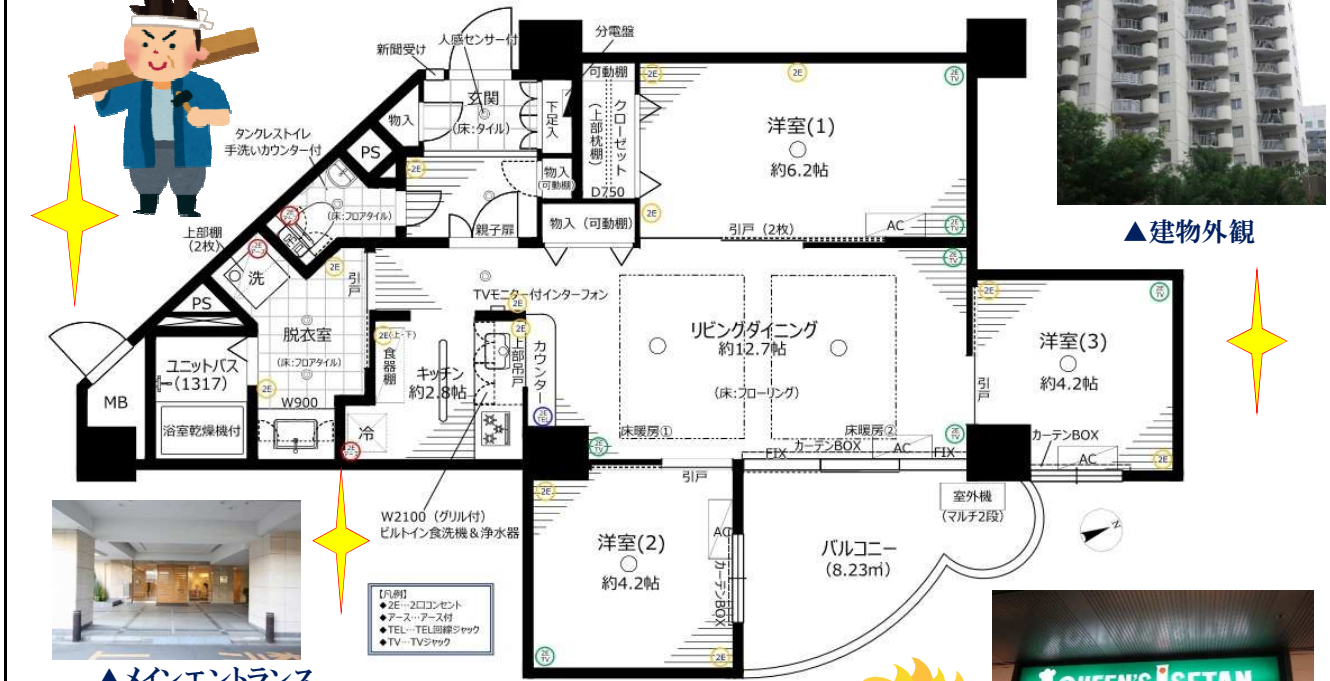 分電盤
人感センサー付
新聞受け
可動棚
クローゼット
(上部枕棚)
D750
玄関
(床:タイル)
下足入
物入
物入
(可動棚)
物入 (可動棚)
親子扉
洋室(1)
約6.2帖
引戸 (2枚)
AC
2E
2E
2E
2E
2E
TV
2E
TV
▲建物外観
タンクレストイレ
手洗いカウンター付
PS
(床:フロアタイル)
上部棚
(2枚)
洗
引戸
PS
脱衣室
(床:フロアタイル)
W900
ユニットバス
(1317)
浴室乾燥機付
MB
TVモニター付インターフォン
2E(上・下)
食器棚
キッチン
約2.8帖
冷
カウンター
2E
TEL
W2100 (グリル付)
ビルトイン食洗機&浄水器
リビングダイニング
約12.7帖
(床:フローリング)
床暖房①
床暖房②
FIX
カーテンBOX
AC
FIX
引戸
洋室(3)
約4.2帖
引戸
カーテンBOX
AC
洋室(2)
約4.2帖
AC
カーテンBOX
バルコニー
(8.23㎡)
室外機
(マルチ2段)
N
【凡例】
◆2E…2口コンセント
◆アース…アース付
◆TEL…TEL回線ジャック
◆TV…TVジャック
▲メインエントランス
QUEEN'S ISETAN